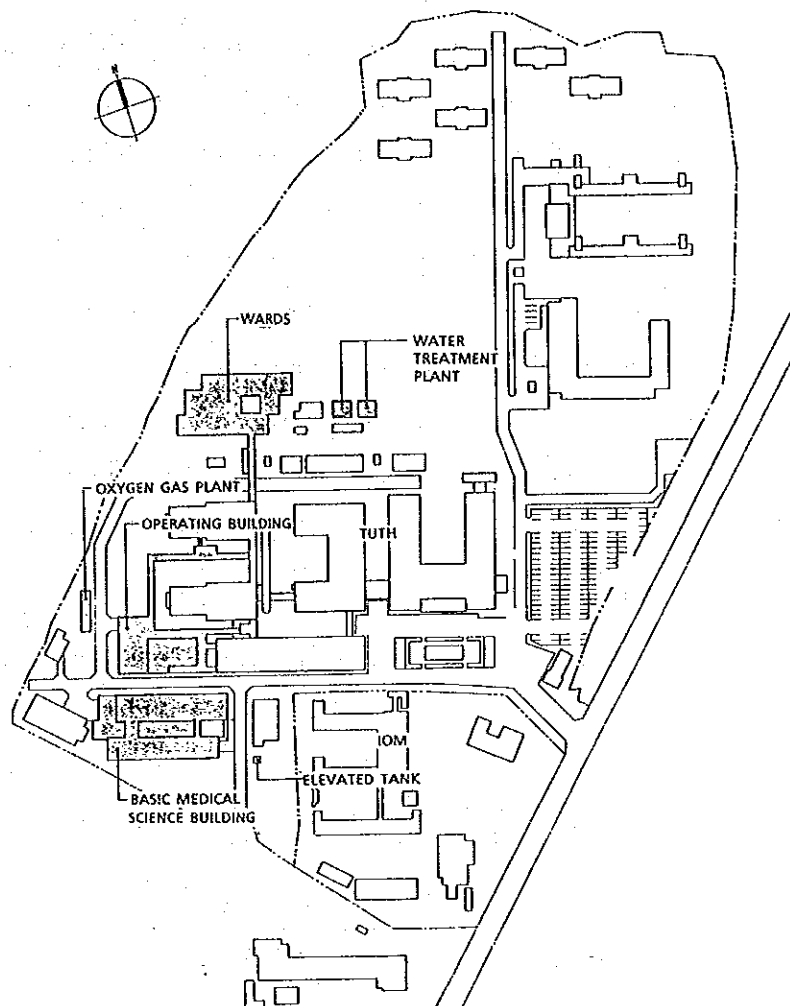 N
WARDS
WATER
TREATMENT
PLANT
OXYGEN GAS PLANT
OPERATING BUILDING
TUTH
IOM
ELEVATED TANK
BASIC MEDICAL
SCIENCE BUILDING